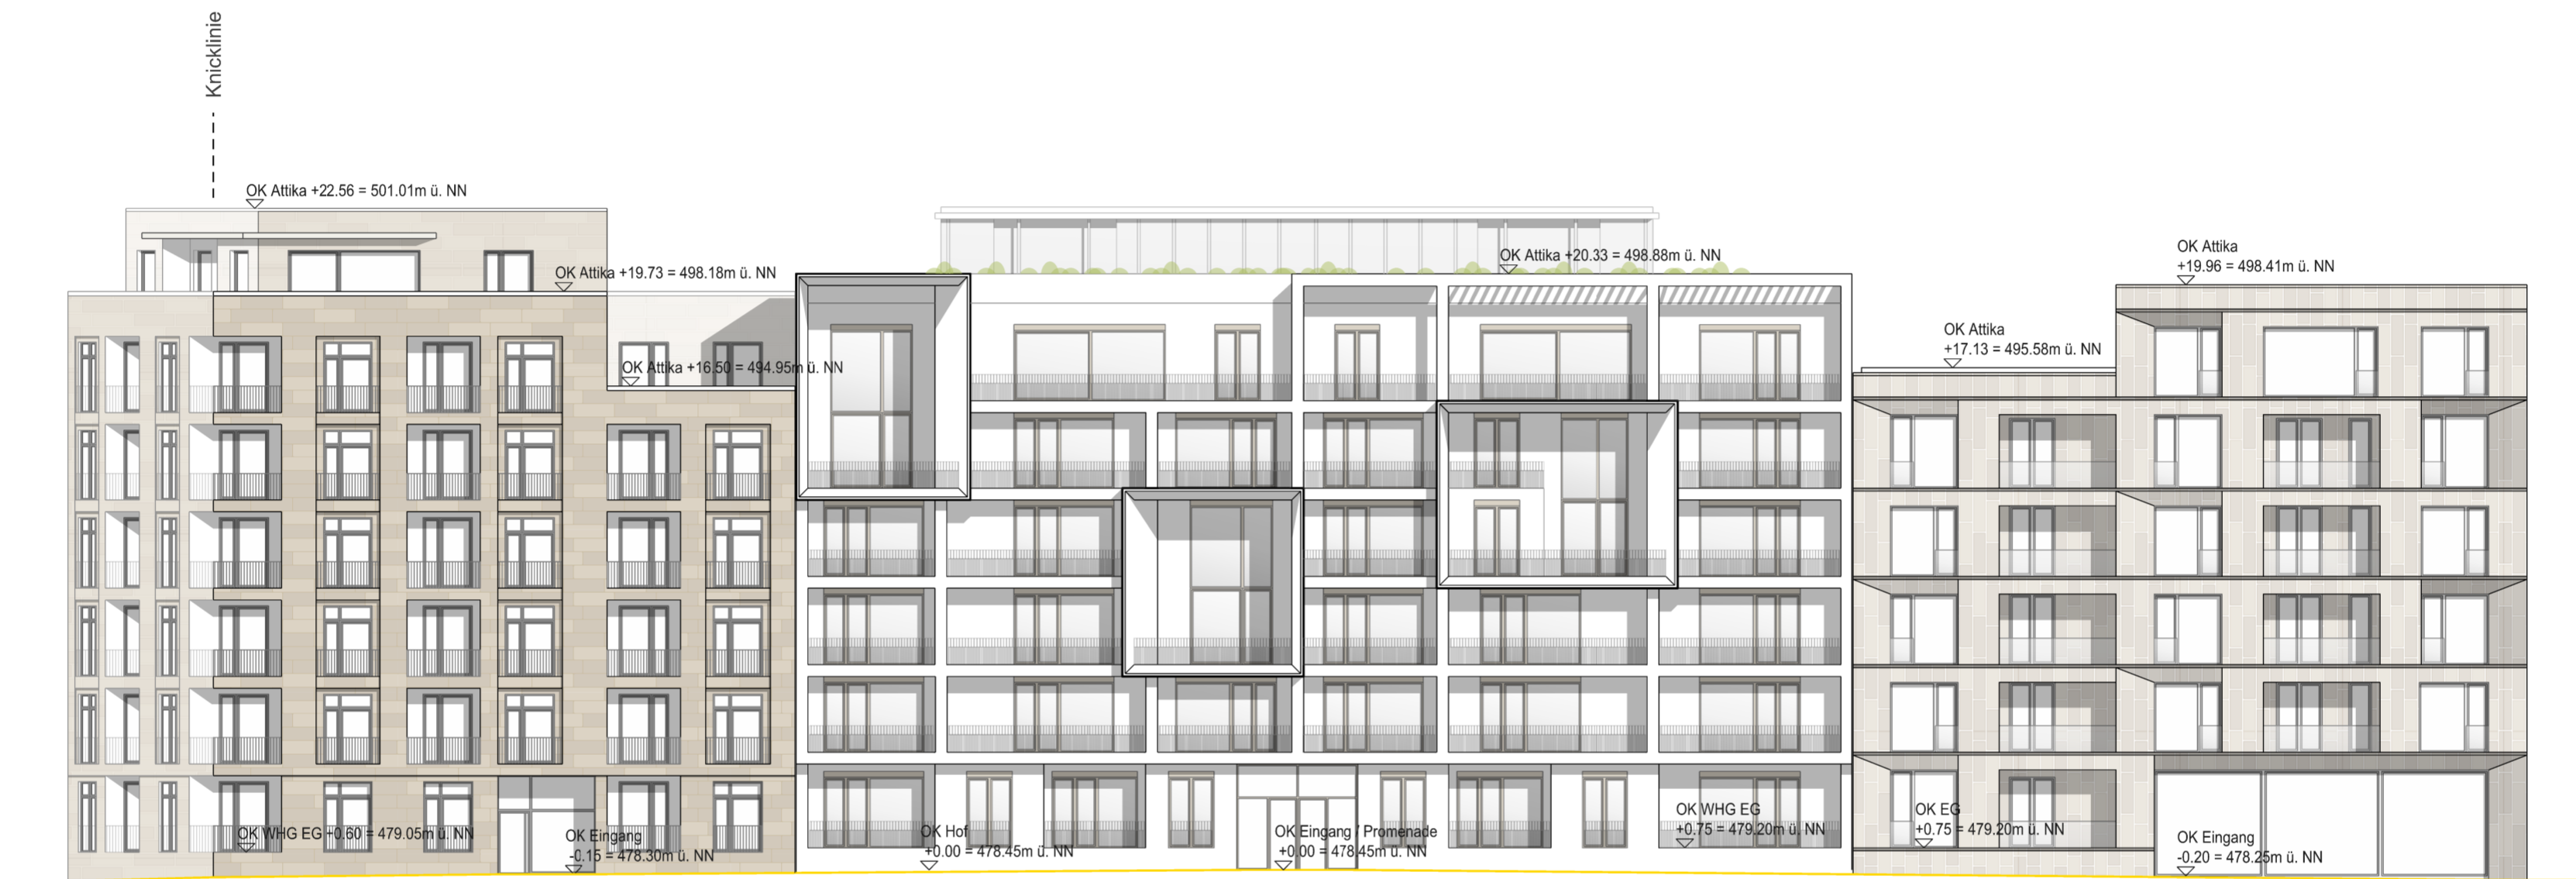 Knicklinie
OK Attika +22.56 = 501.01m ü. NN
OK Attika +19.73 = 498.18m ü. NN
OK Attika +16.50 = 494.95m ü. NN
OK Attika +20.33 = 498.88m ü. NN
OK Attika
+17.13 = 495.58m ü. NN
OK Attika
+19.96 = 498.41m ü. NN
OK WHG EG +0.60 = 479.05m ü. NN
OK Eingang
-0.15 = 478.30m ü. NN
OK Hof
+0.00 = 478.45m ü. NN
OK Eingang / Promenade
+0.00 = 478.45m ü. NN
OK WHG EG
+0.75 = 479.20m ü. NN
OK EG
+0.75 = 479.20m ü. NN
OK Eingang
-0.20 = 478.25m ü. NN